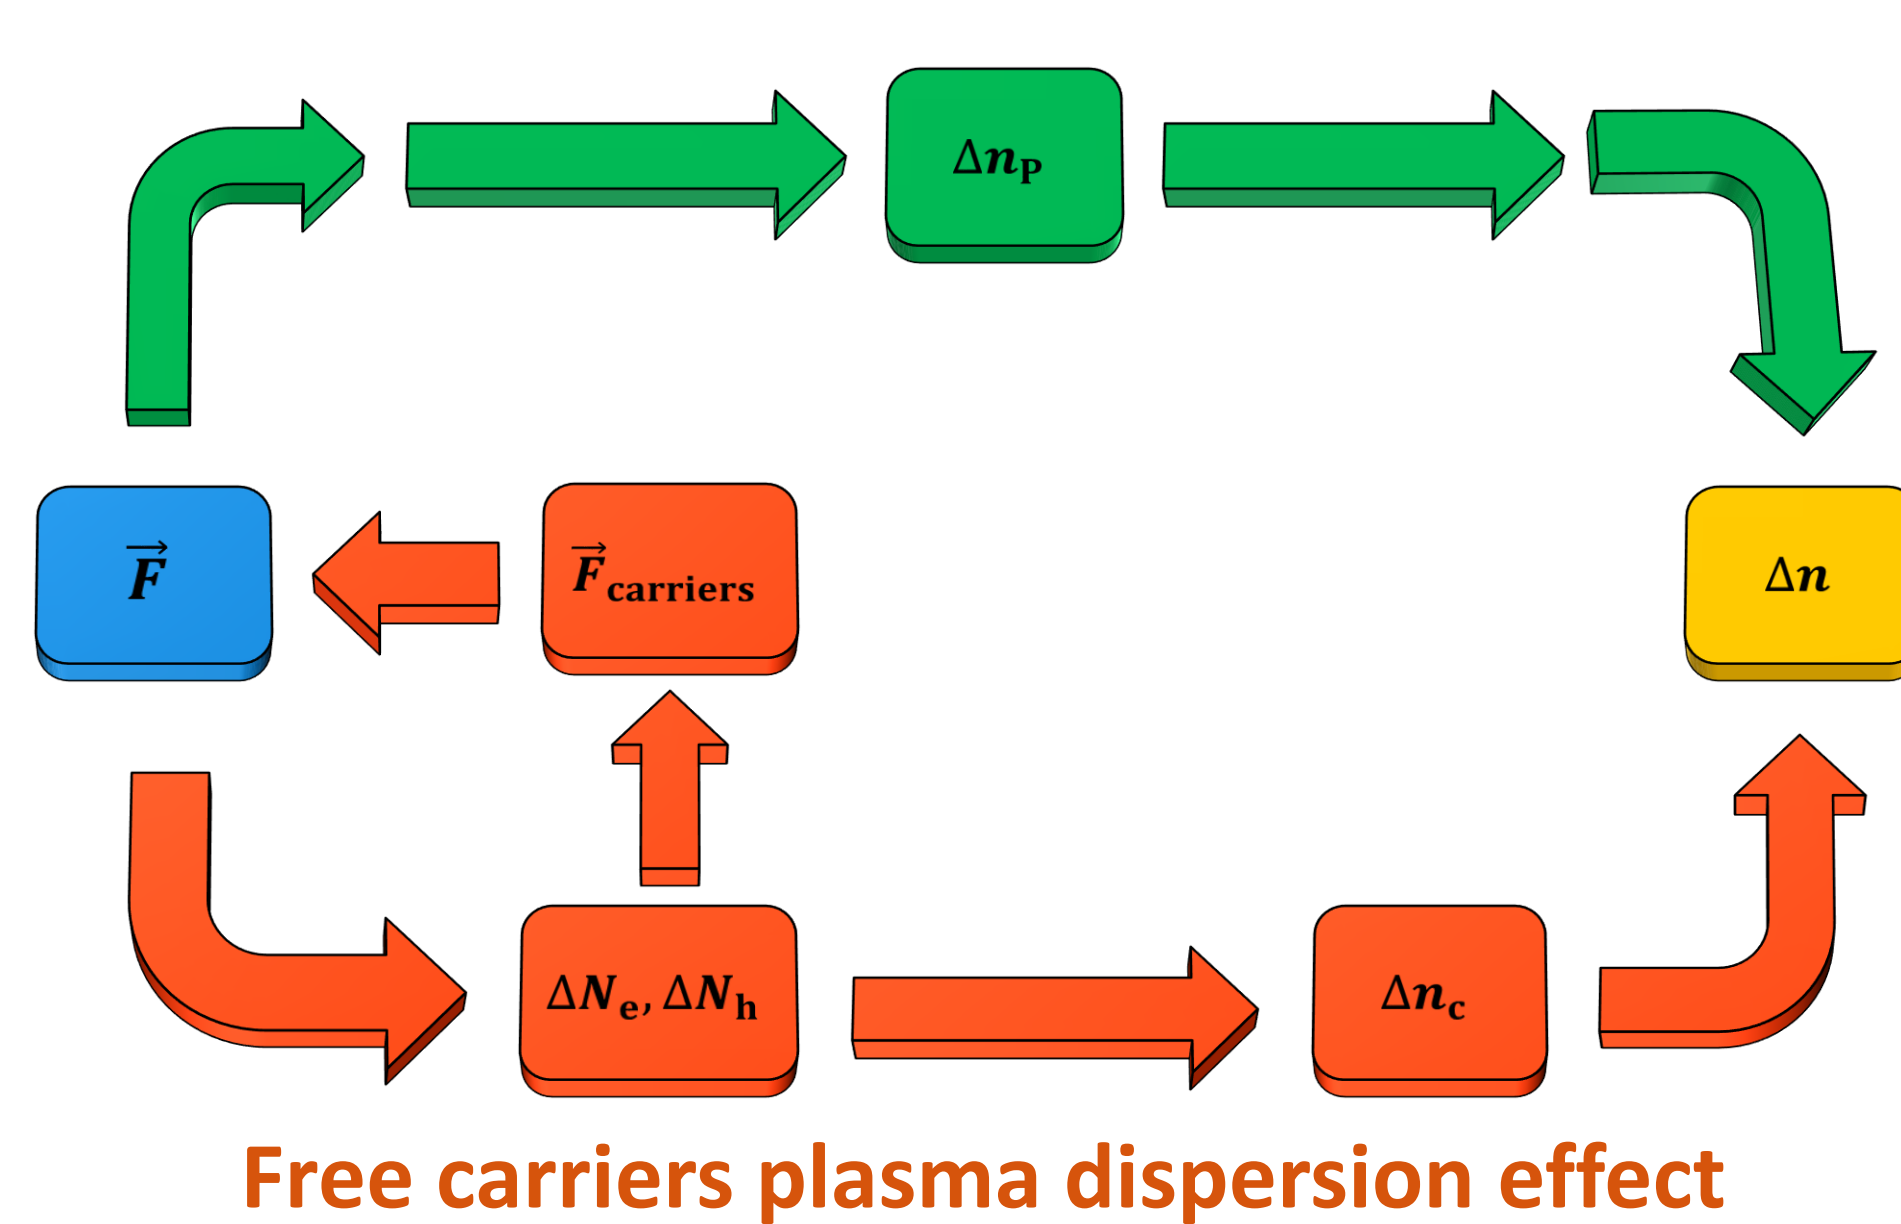 Δn_P
F⃗
F⃗_carriers
Δn
ΔN_e, ΔN_h
Δn_c
Free carriers plasma dispersion effect